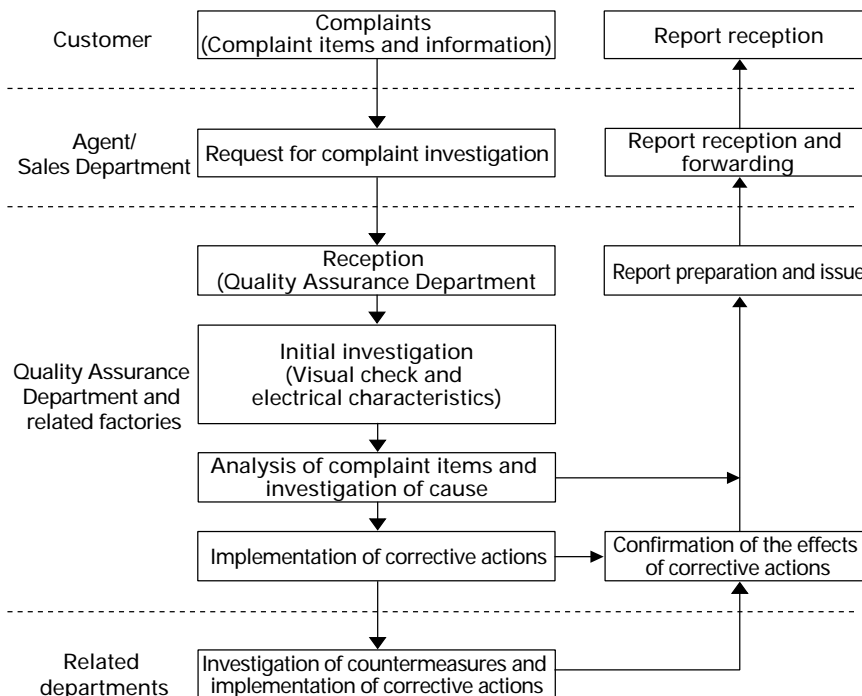 Customer
Complaints
(Complaint items and information)
Report reception
Agent/
Sales Department
Request for complaint investigation
Report reception and
forwarding
Quality Assurance
Department and
related factories
Reception
(Quality Assurance Department
Report preparation and issue
Initial investigation
(Visual check and
electrical characteristics)
Analysis of complaint items and
investigation of cause
Implementation of corrective actions
Confirmation of the effects
of corrective actions
Related
departments
Investigation of countermeasures and
implementation of corrective actions